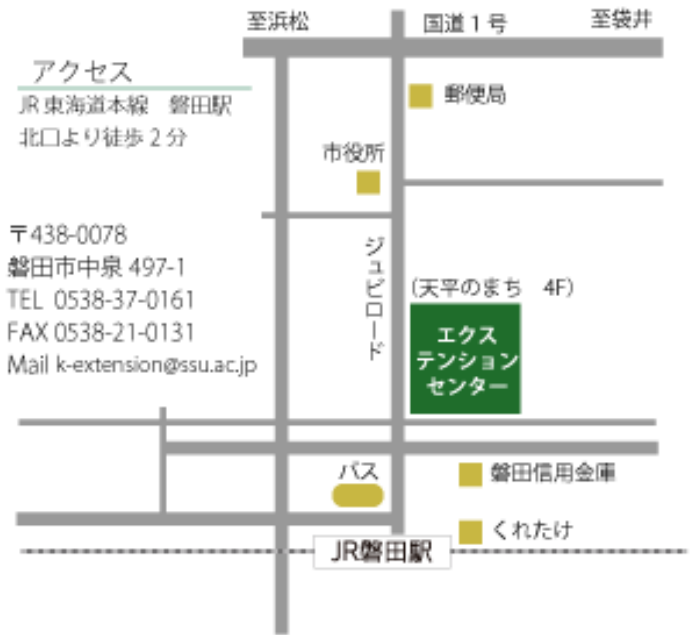 至浜松
国道1号
至袋井
アクセス
JR東海道本線　磐田駅
北口より徒歩2分
郵便局
市役所
〒438-0078
磐田市中泉 497-1
TEL 0538-37-0161
FAX 0538-21-0131
Mail k-extension@ssu.ac.jp
ジュビロード
(天平のまち　4F)
エクス
テンション
センター
バス
磐田信用金庫
くれたけ
JR磐田駅